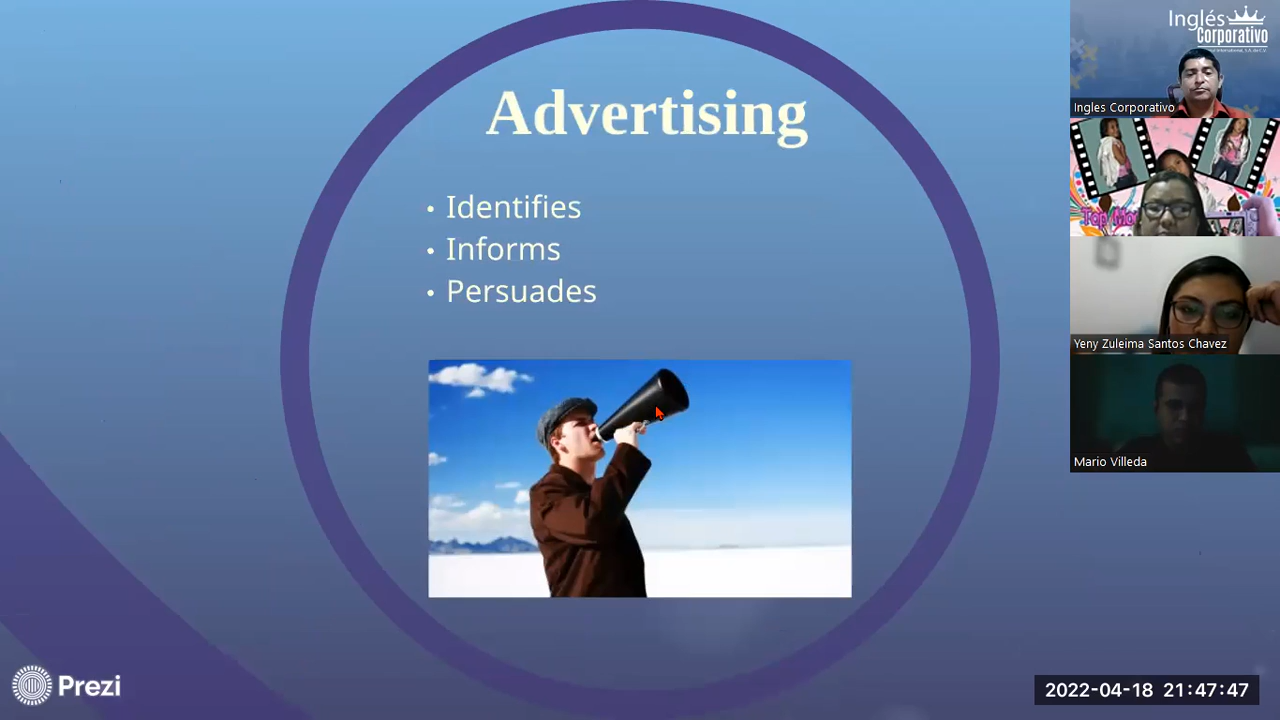 Advertising
• Identifies
• Informs
• Persuades
Prezi
Inglés
Corporativo
Ingles Corporativo
Yeny Zuleima Santos Chavez
Mario Villeda
2022-04-18 21:47:47